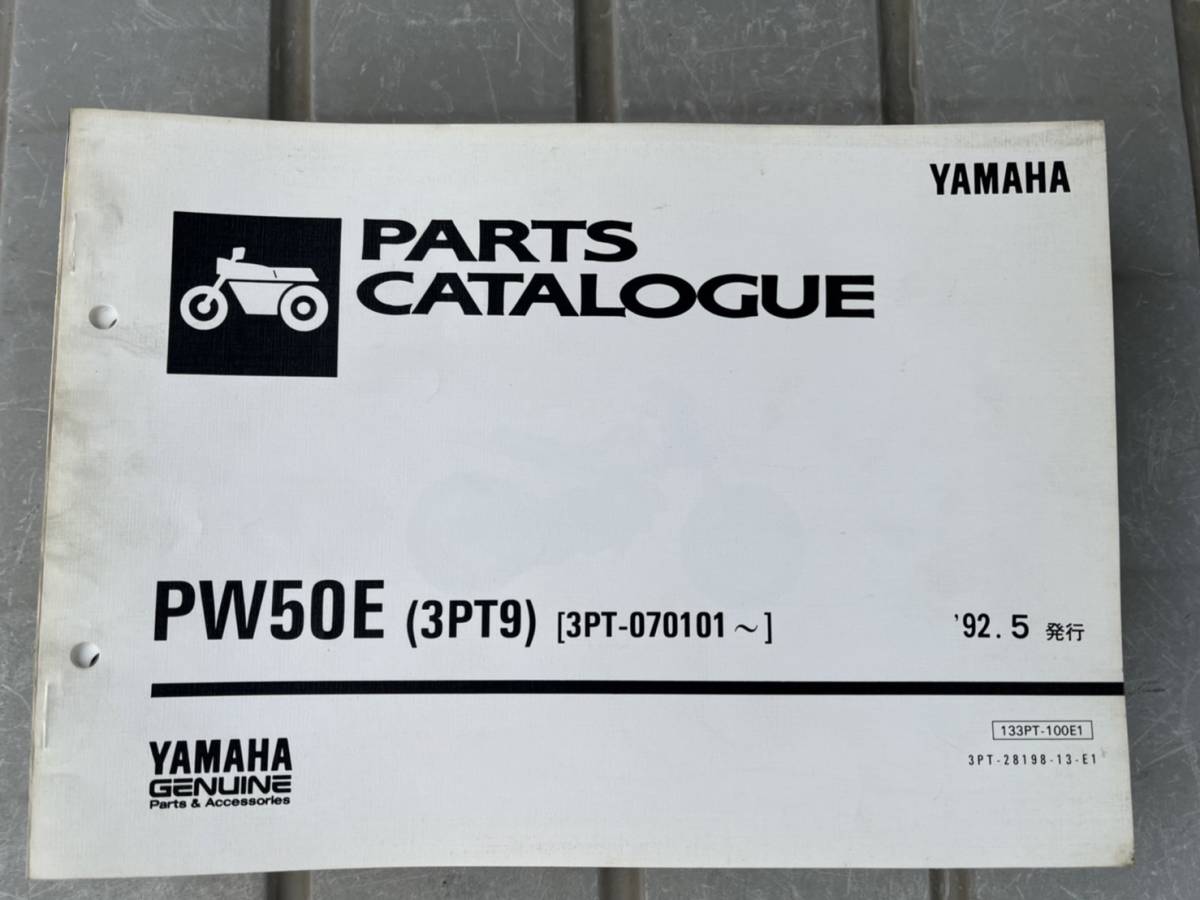 YAMAHA
PARTS
CATALOGUE
PW50E (3PT9) [3PT-070101～] '92.5 発行
133PT-100E1
3PT-28198-13-E1
YAMAHA
GENUINE
Parts & Accessories